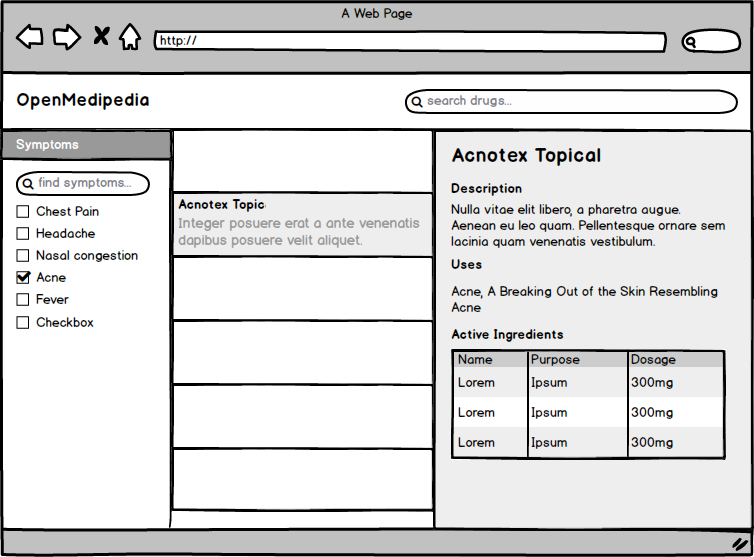 A Web Page
http://
OpenMedipedia
search drugs...
Symptoms
find symptoms...
Chest Pain
Headache
Nasal congestion
Acne
Fever
Checkbox
Acnotex Topic
Integer posuere erat a ante venenatis
dapibus posuere velit aliquet.
Acnotex Topical
Description
Nulla vitae elit libero, a pharetra augue.
Aenean eu leo quam. Pellentesque ornare sem
lacinia quam venenatis vestibulum.
Uses
Acne, A Breaking Out of the Skin Resembling
Acne
Active Ingredients
Name Purpose Dosage
Lorem Ipsum 300mg
Lorem Ipsum 300mg
Lorem Ipsum 300mg